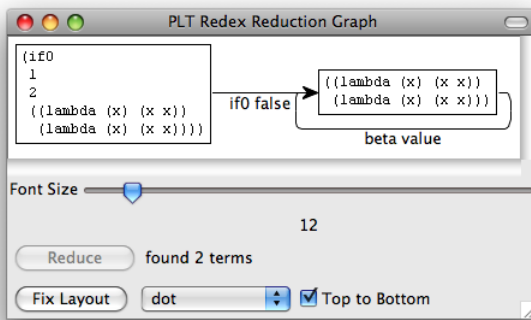 PLT Redex Reduction Graph
(if0
1
2
((lambda (x) (x x))
(lambda (x) (x x))))
if0 false
((lambda (x) (x x))
(lambda (x) (x x)))
beta value
Font Size
12
Reduce found 2 terms
Fix Layout dot Top to Bottom